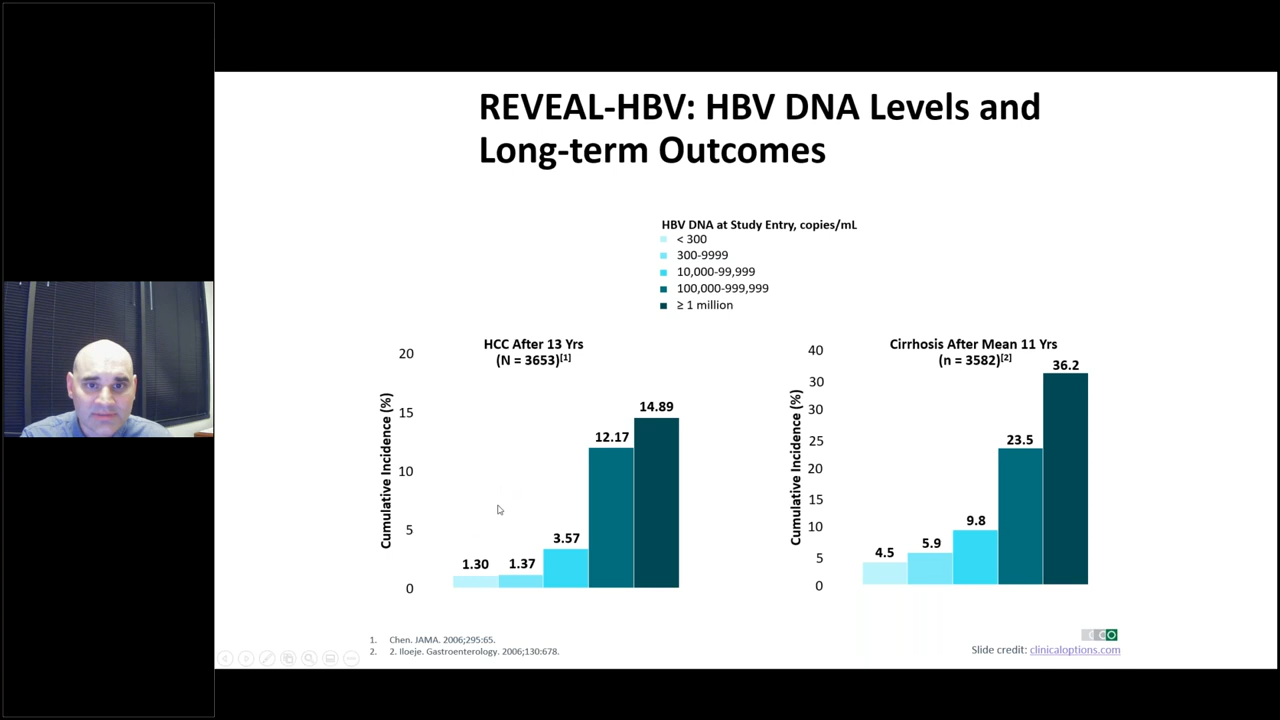 REVEAL-HBV: HBV DNA Levels and
Long-term Outcomes
HBV DNA at Study Entry, copies/mL
< 300
300-9999
10,000-99,999
100,000-999,999
≥ 1 million
HCC After 13 Yrs
(N = 3653)[1]
Cumulative Incidence (%)
20
15
10
5
0
1.30
1.37
3.57
12.17
14.89
Cirrhosis After Mean 11 Yrs
(n = 3582)[2]
Cumulative Incidence (%)
40
30
30
25
20
15
10
5
0
4.5
5.9
9.8
23.5
36.2
1. Chen. JAMA. 2006;295:65.
2. 2. Iloeje. Gastroenterology. 2006;130:678.
CCO
Slide credit: clinicaloptions.com